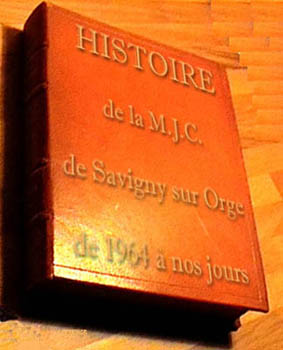 HISTOIRE
de la M.J.C.
de Savigny sur Orge
de 1964 à nos jours